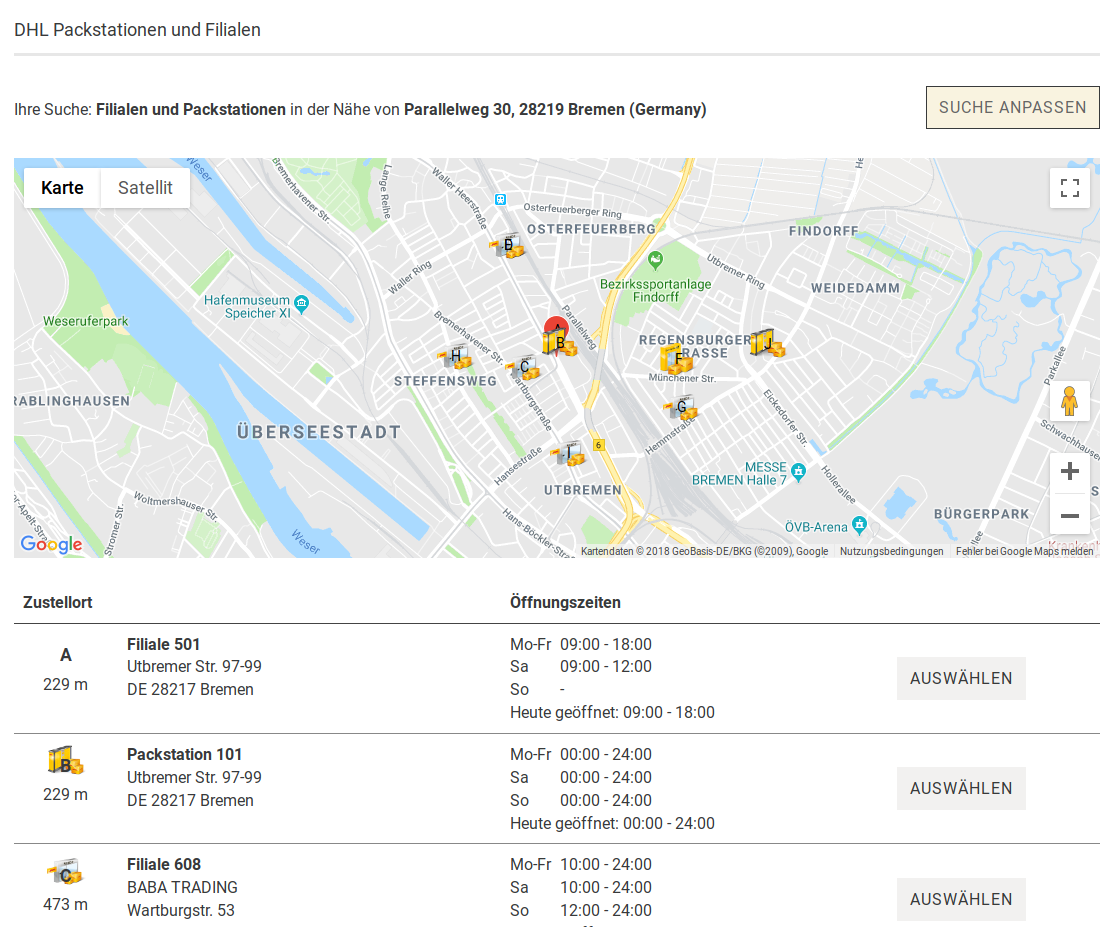 DHL Packstationen und Filialen
Ihre Suche: Filialen und Packstationen in der Nähe von Parallelweg 30, 28219 Bremen (Germany)
SUCHE ANPASSEN
Karte
Satellit
Weser
Bremerhavener Str.
Lange Reihe
Waller Heerstraße
Osterfeuerberger Ring
OSTERFEUERBERG
FINDORFF
D
Waller Ring
Bezirkssportanlage
Findorff
Utbremer Ring
WEIDEDAMM
Hafenmuseum
Speicher XI
Weseruferpark
Bremerhavener Str.
Parallelweg
A
B
REGENSBURGER
J
H
C
F
STEFFENSWEG
Münchener Str.
Parkallee
RABLINGHAUSEN
Wartburgstraße
G
Eickedorfer Str.
ÜBERSEESTADT
Hemmstraße
Schwachhauser
6
I
Hansestraße
MESSE
BREMEN Halle 7
Hollerallee
UTBREMEN
Woltmershauser Str.
Stromer Str.
Hans-Böckler-Straße
BÜRGERPARK
ÖVB-Arena
Weser
Google
Kartendaten © 2018 GeoBasis-DE/BKG (©2009), Google
Nutzungsbedingungen
Fehler bei Google Maps melden
Zustellort
Öffnungszeiten
A
229 m
Filiale 501
Utbremer Str. 97-99
DE 28217 Bremen
Mo-Fr 09:00 - 18:00
Sa 09:00 - 12:00
So -
Heute geöffnet: 09:00 - 18:00
AUSWÄHLEN
B
229 m
Packstation 101
Utbremer Str. 97-99
DE 28217 Bremen
Mo-Fr 00:00 - 24:00
Sa 00:00 - 24:00
So 00:00 - 24:00
Heute geöffnet: 00:00 - 24:00
AUSWÄHLEN
C
473 m
Filiale 608
BABA TRADING
Wartburgstr. 53
Mo-Fr 10:00 - 24:00
Sa 10:00 - 24:00
So 12:00 - 24:00
AUSWÄHLEN